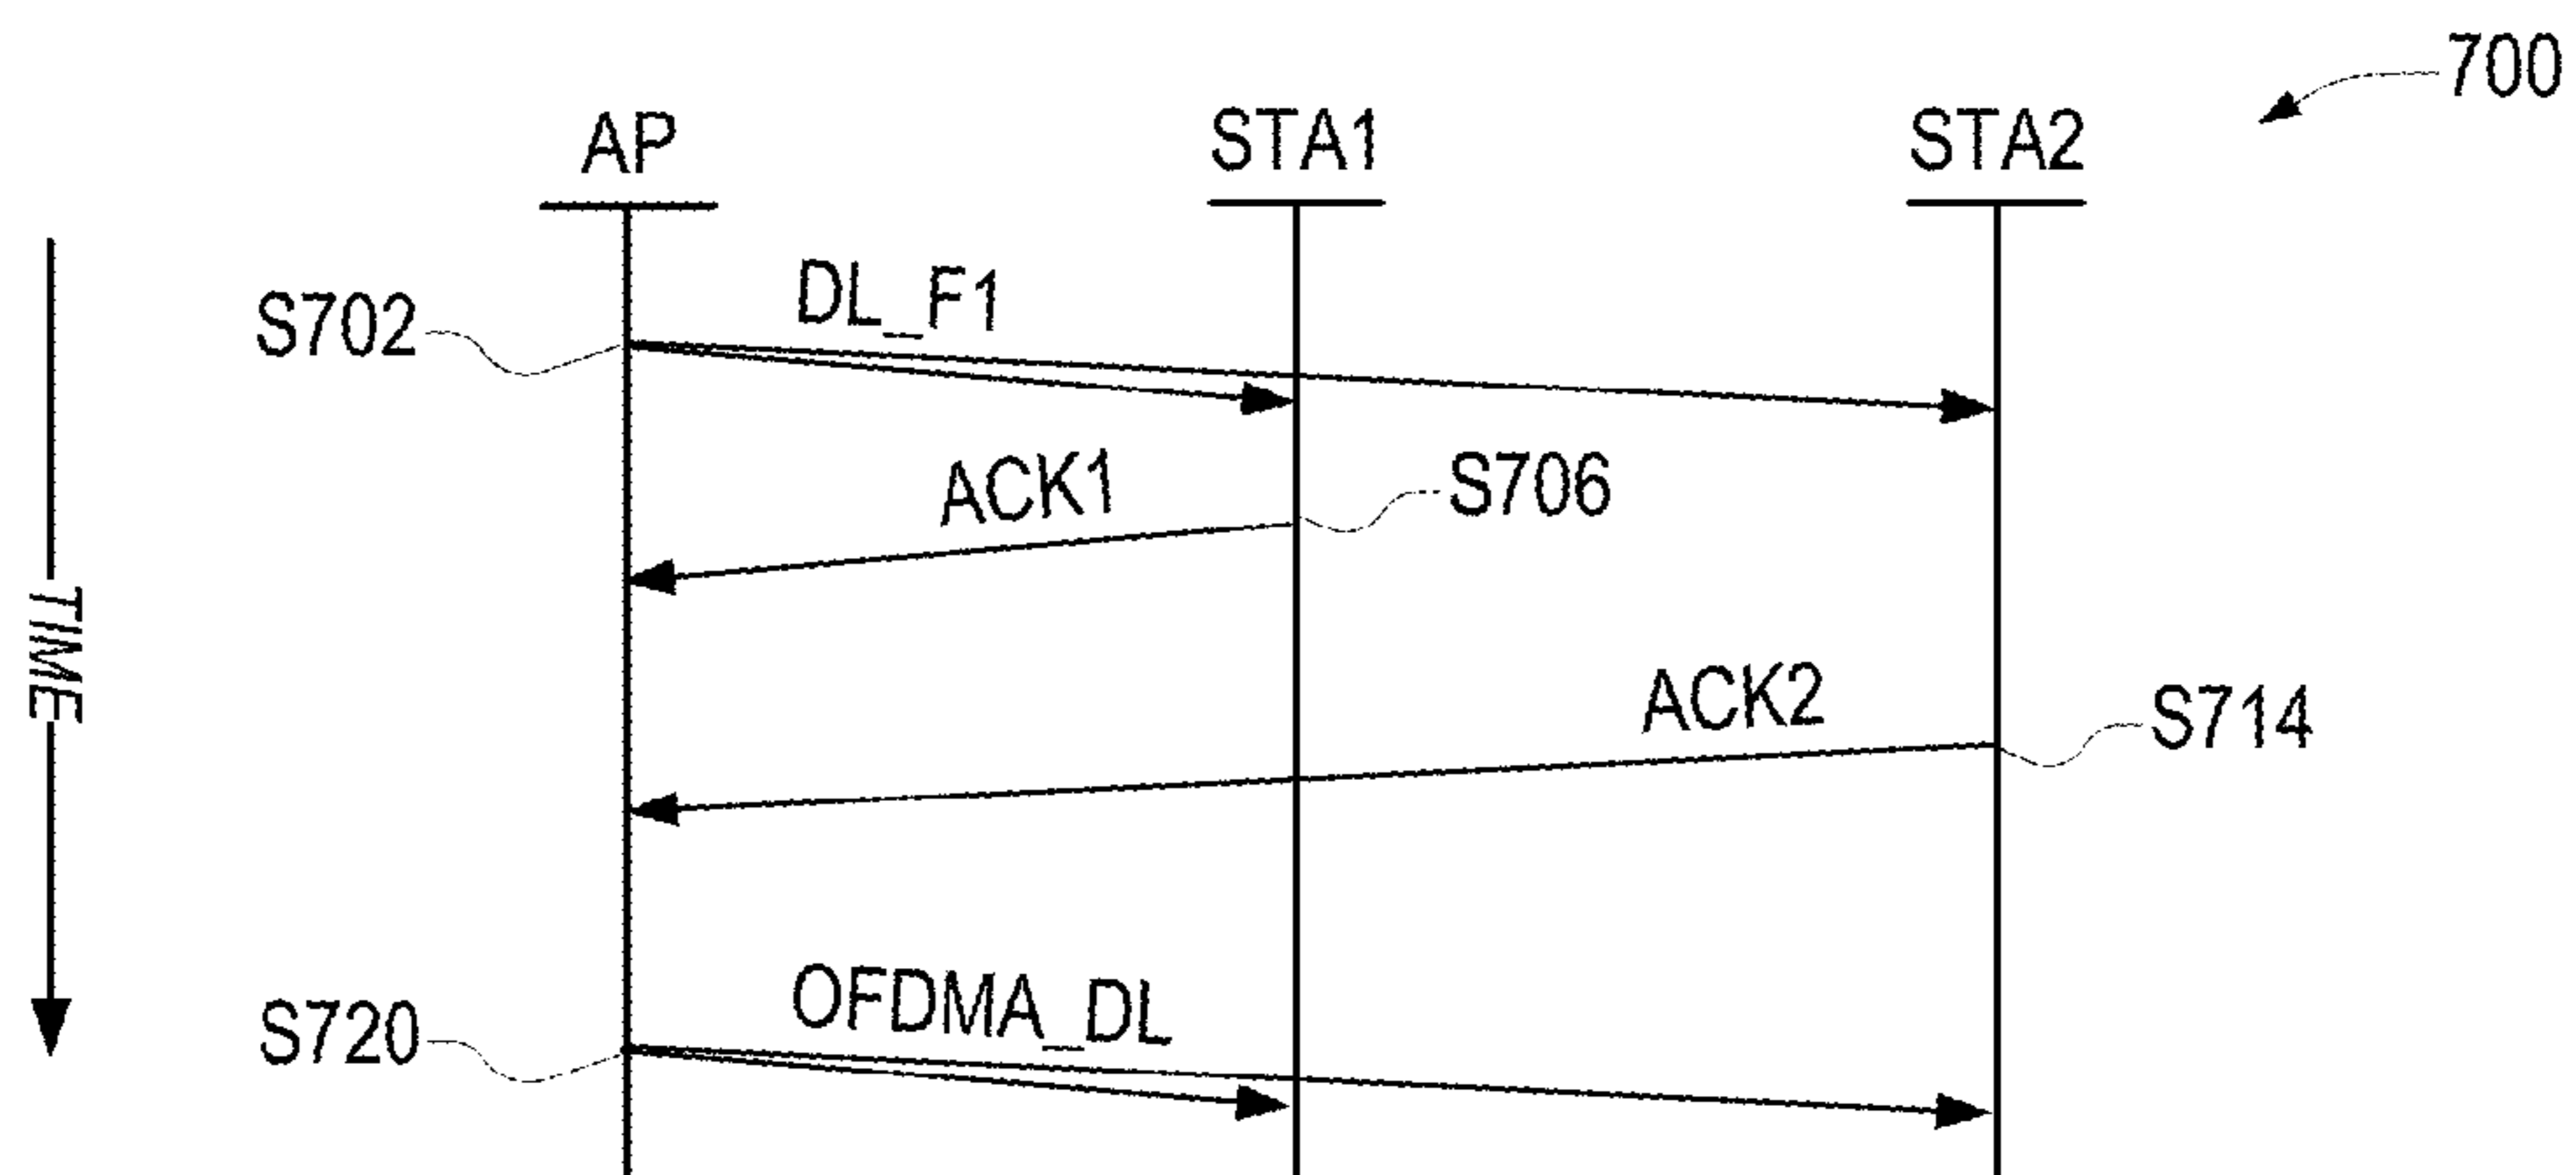 700
AP
STA1
STA2
DL_F1
S702
ACK1
S706
TIME
ACK2
S714
OFDMA_DL
S720